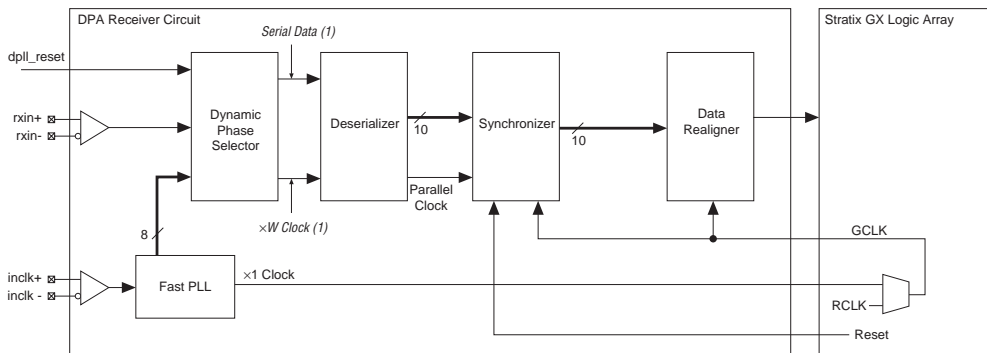 DPA Receiver Circuit
Stratix GX Logic Array
Serial Data (1)
dpll_reset
rxin+
rxin-
Dynamic
Phase
Selector
Deserializer
10
Synchronizer
10
Data
Realigner
Parallel
Clock
×W Clock (1)
GCLK
8
inclk+
inclk -
Fast PLL
×1 Clock
RCLK
Reset